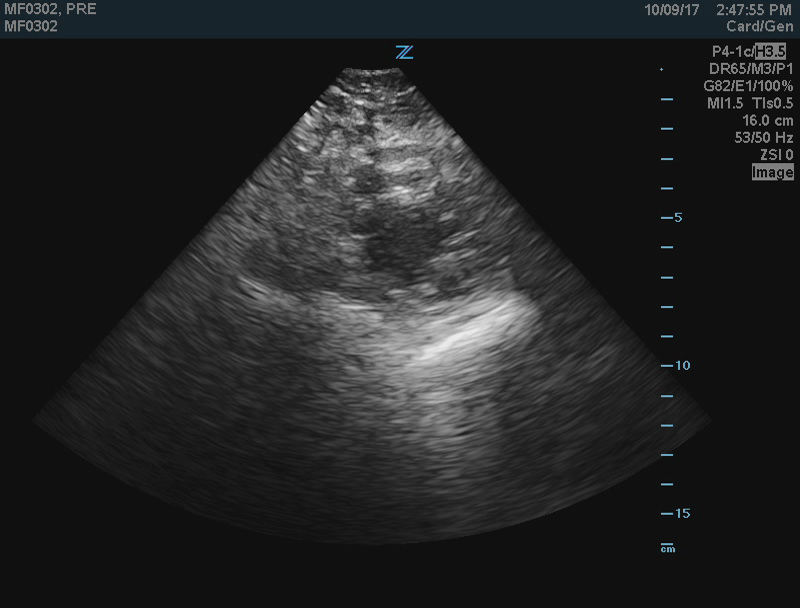 MF0302, PRE 10/09/17 2:47:55 PM
MF0302 Card/Gen
Z
P4-1c/H3.5
DR65/M3/P1
G82/E1/100%
MI1.5 TIs0.5
16.0 cm
53/50 Hz
ZSI 0
Image
5
10
15
cm